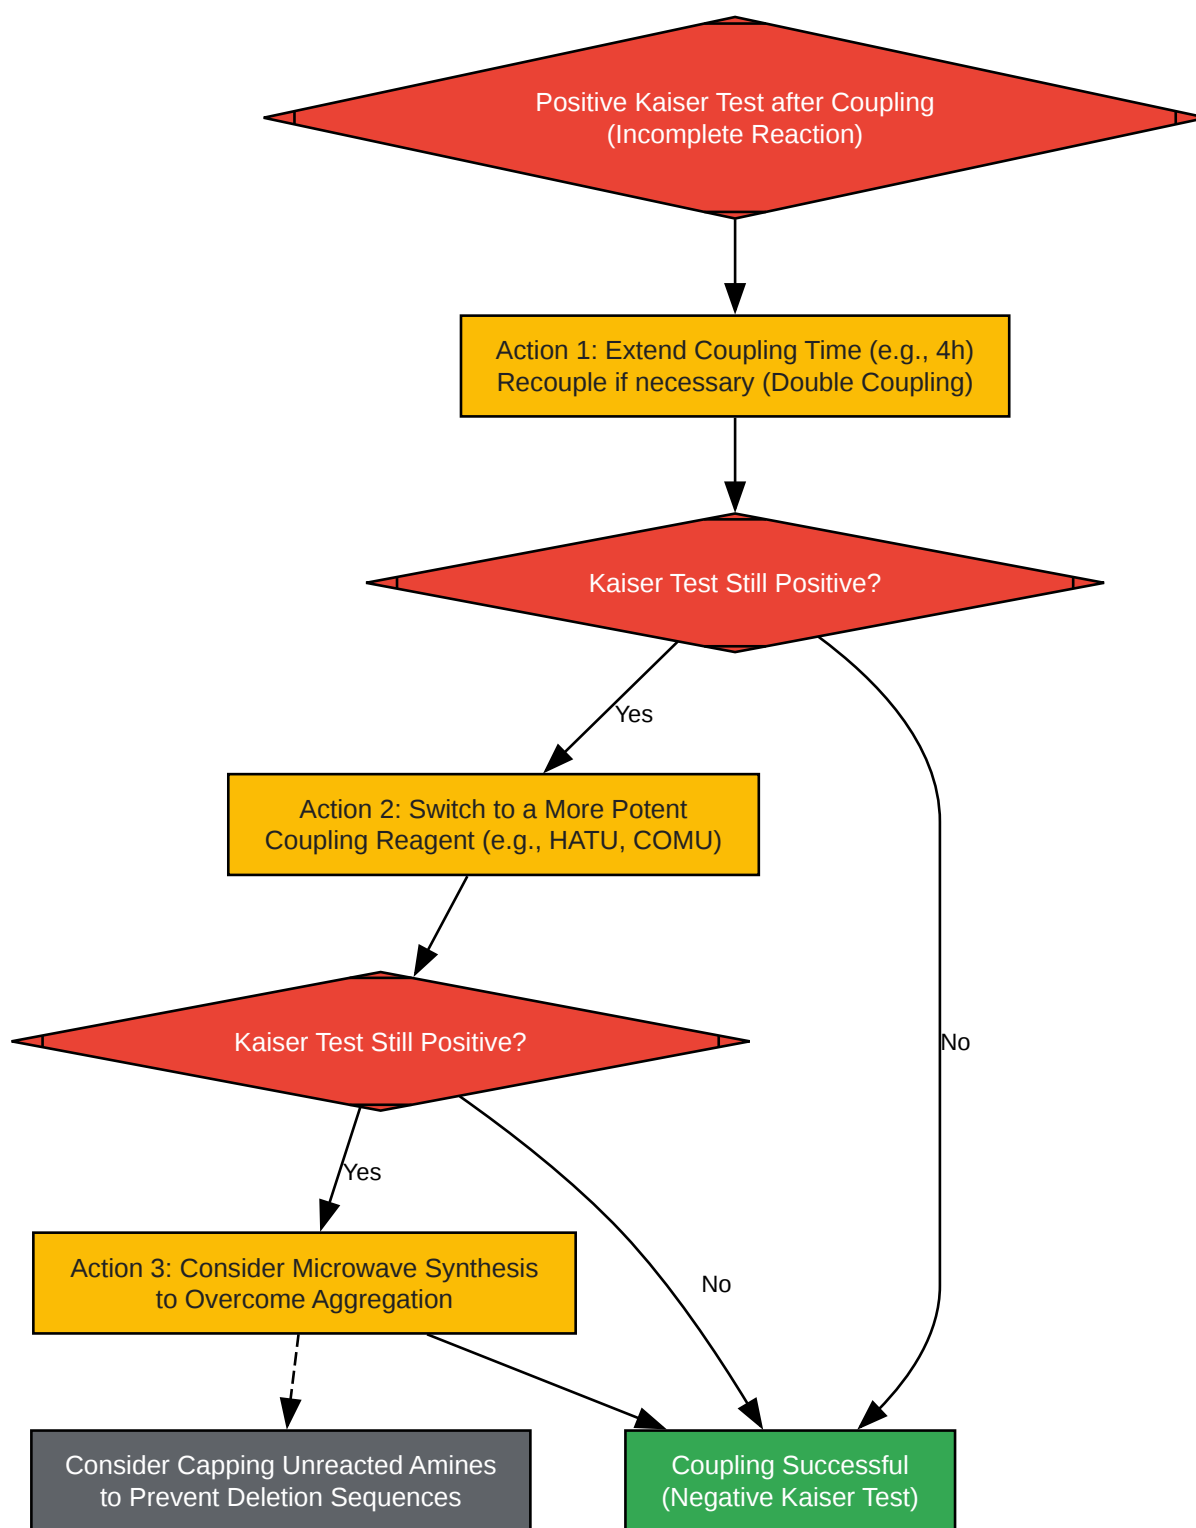 Positive Kaiser Test after Coupling
(Incomplete Reaction)
Action 1: Extend Coupling Time (e.g., 4h)
Recouple if necessary (Double Coupling)
Kaiser Test Still Positive?
Yes
Action 2: Switch to a More Potent
Coupling Reagent (e.g., HATU, COMU)
Kaiser Test Still Positive?
No
Yes
Action 3: Consider Microwave Synthesis
to Overcome Aggregation
No
Consider Capping Unreacted Amines
to Prevent Deletion Sequences
Coupling Successful
(Negative Kaiser Test)